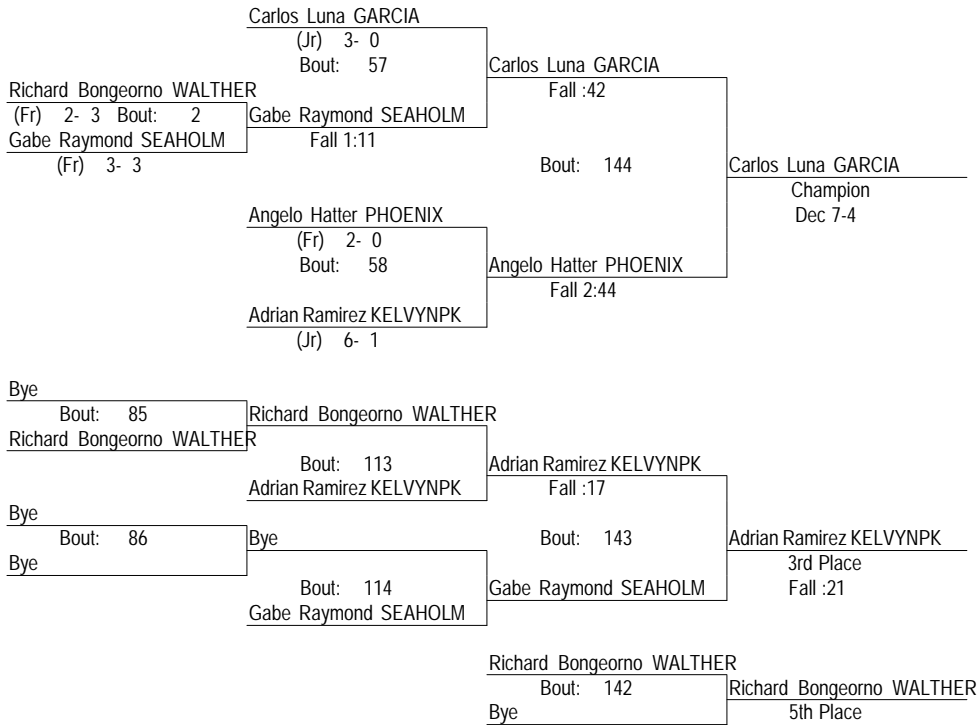 Carlos Luna GARCIA
(Jr) 3- 0
Bout: 57 Carlos Luna GARCIA
Richard Bongeorno WALTHER Fall :42
(Fr) 2- 3 Bout: 2 Gabe Raymond SEAHOLM
Gabe Raymond SEAHOLM Fall 1:11
(Fr) 3- 3 Bout: 144 Carlos Luna GARCIA
Champion
Angelo Hatter PHOENIX Dec 7-4
(Fr) 2- 0
Bout: 58 Angelo Hatter PHOENIX
Fall 2:44
Adrian Ramirez KELVYNPK
(Jr) 6- 1
Bye
Bout: 85 Richard Bongeorno WALTHER
Richard Bongeorno WALTHER
Bout: 113 Adrian Ramirez KELVYNPK
Adrian Ramirez KELVYNPK Fall :17
Bye
Bout: 86 Bye Bout: 143 Adrian Ramirez KELVYNPK
Bye 3rd Place
Bout: 114 Gabe Raymond SEAHOLM Fall :21
Gabe Raymond SEAHOLM
Richard Bongeorno WALTHER
Bout: 142 Richard Bongeorno WALTHER
Bye 5th Place